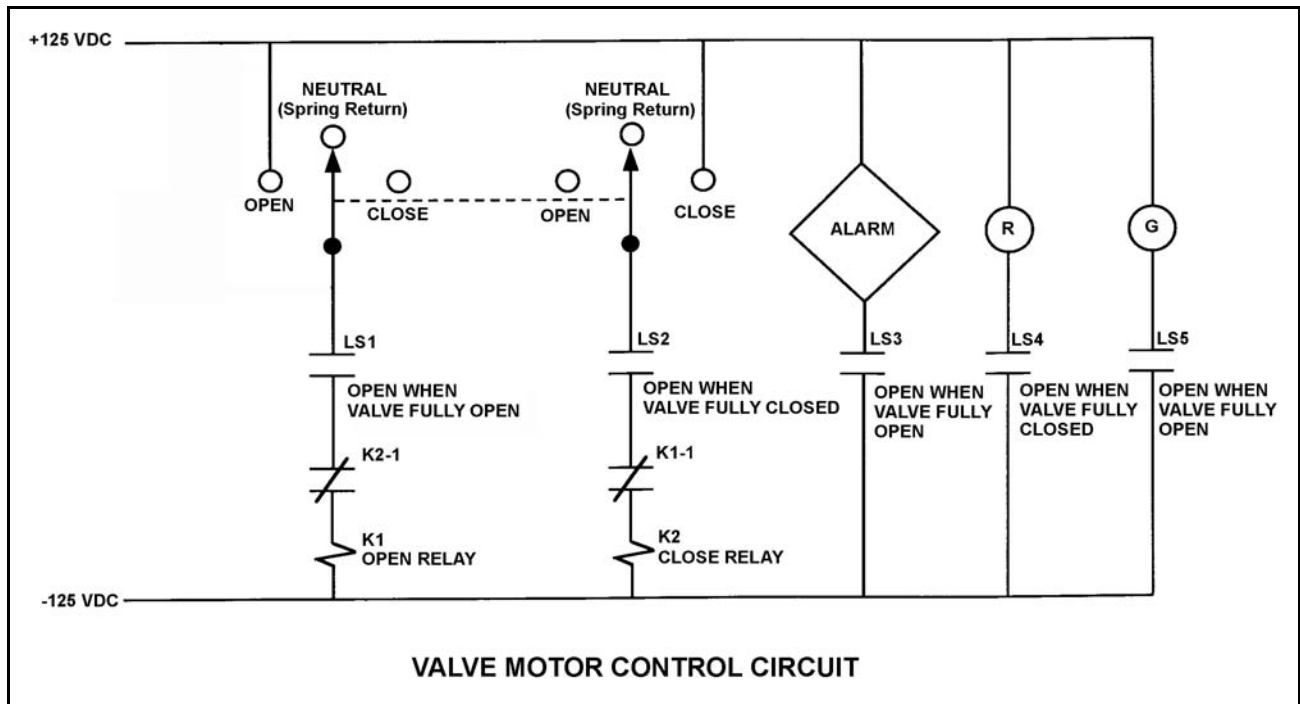 +125 VDC
NEUTRAL
(Spring Return)
NEUTRAL
(Spring Return)
OPEN
CLOSE
OPEN
CLOSE
ALARM
R
G
LS1
OPEN WHEN
VALVE FULLY OPEN
LS2
OPEN WHEN
VALVE FULLY CLOSED
LS3
OPEN WHEN
VALVE FULLY
OPEN
LS4
OPEN WHEN
VALVE FULLY
CLOSED
LS5
OPEN WHEN
VALVE FULLY
OPEN
K2-1
K1-1
K1
OPEN RELAY
K2
CLOSE RELAY
-125 VDC
VALVE MOTOR CONTROL CIRCUIT